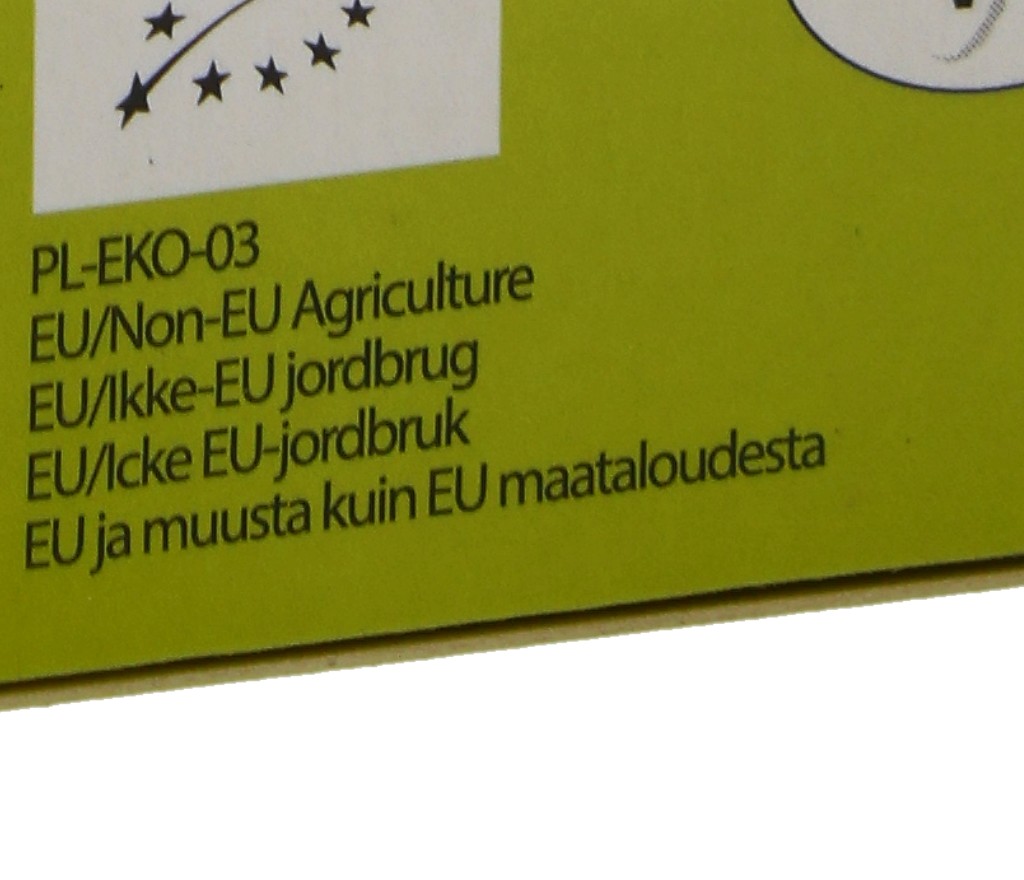 PL-EKO-03
EU/Non-EU Agriculture
EU/Ikke-EU jordbrug
EU/Icke EU-jordbruk
EU ja muusta kuin EU maataloudesta